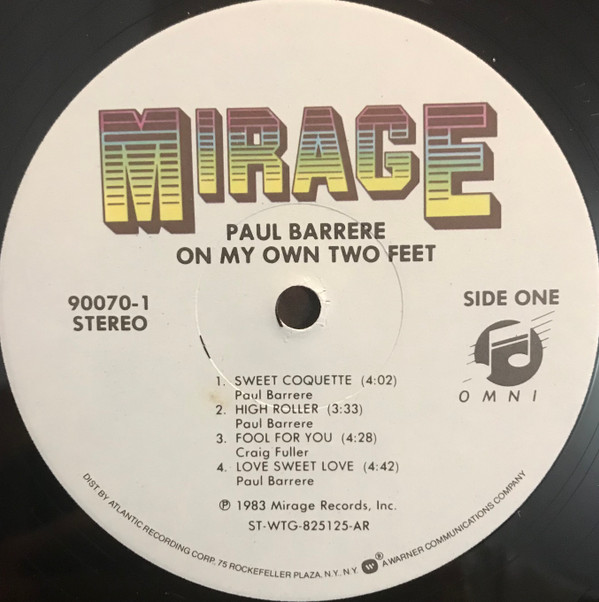 MIRAGE
PAUL BARRERE
ON MY OWN TWO FEET
90070-1
STEREO
SIDE ONE
OMNI
1. SWEET COQUETTE (4:02)
Paul Barrere
2. HIGH ROLLER (3:33)
Paul Barrere
3. FOOL FOR YOU (4:28)
Craig Fuller
4. LOVE SWEET LOVE (4:42)
Paul Barrere
℗ 1983 Mirage Records, Inc.
ST-WTG-825125-AR
DIST BY ATLANTIC RECORDING CORP. 75 ROCKEFELLER PLAZA, N.Y. N.Y. W ® A WARNER COMMUNICATIONS COMPANY